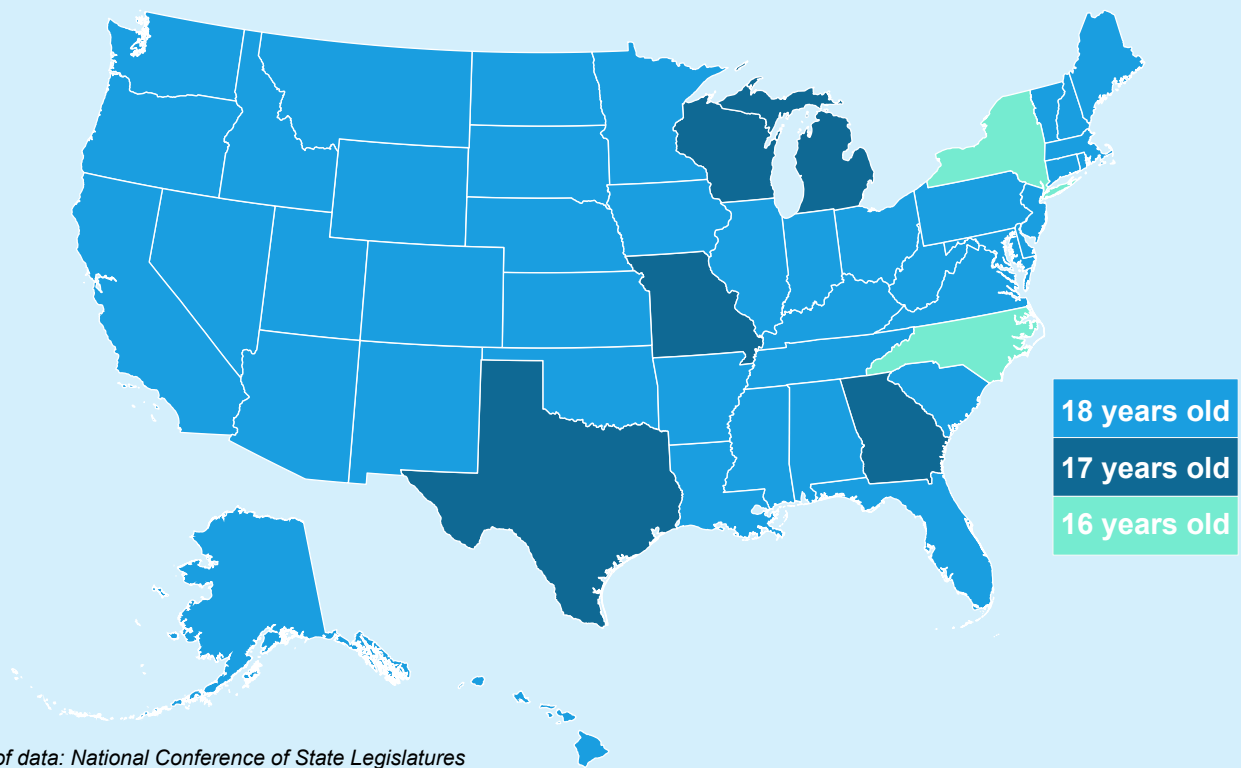 18 years old
17 years old
16 years old
of data: National Conference of State Legislatures